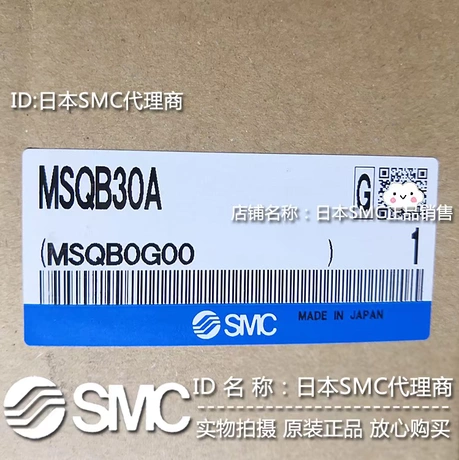 ID:日本SMC代理商
MSQB30A
G
店铺名称：日本SMC正品销售
(MSQB0G00 ) 1
SMC MADE IN JAPAN
SMC ID 名 称：日本SMC代理商
实物拍摄 原装正品 放心购买